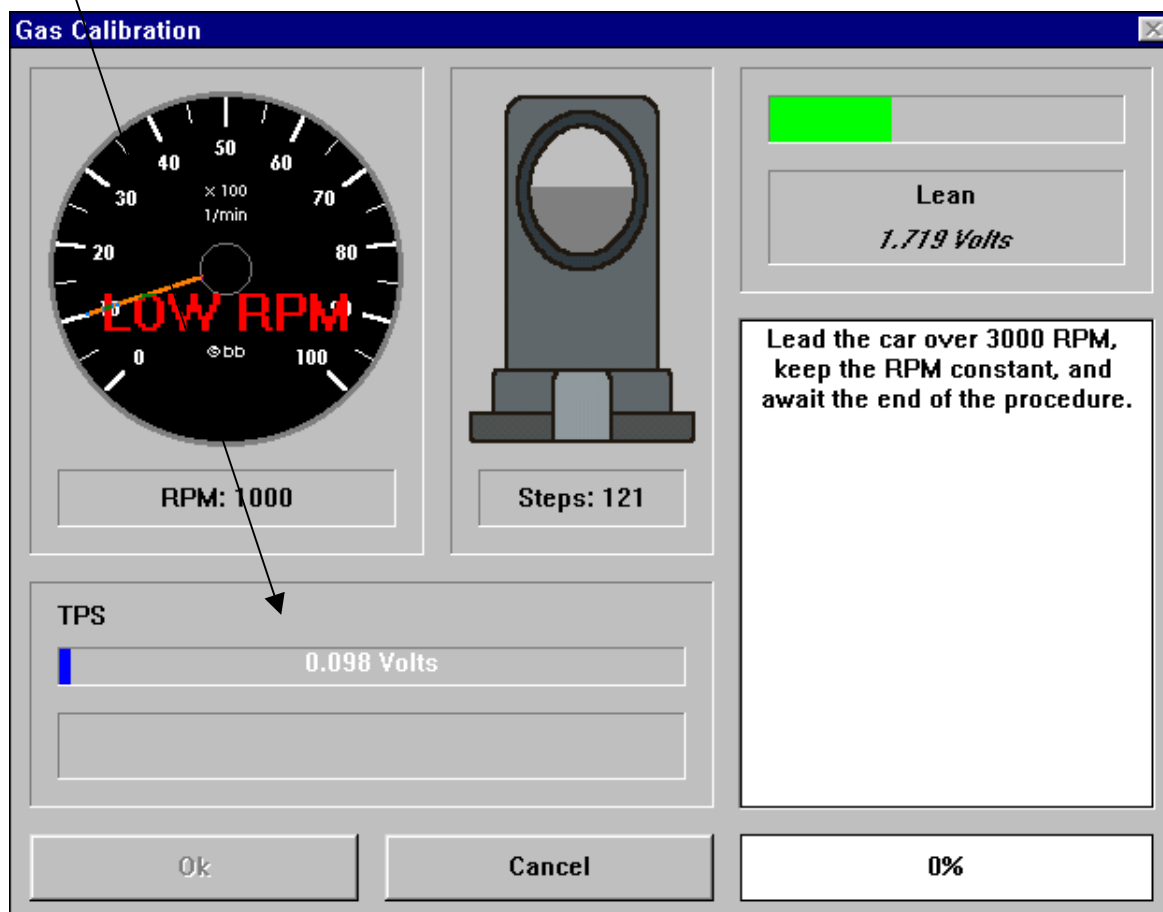 Gas Calibration
50
40
60
× 100
1/min
30
70
20
80
10
90
LOW RPM
0
©bb
100
RPM: 1000
Steps: 121
Lean
1.719 Volts
Lead the car over 3000 RPM,
keep the RPM constant, and
await the end of the procedure.
TPS
0.098 Volts
Ok
Cancel
0%